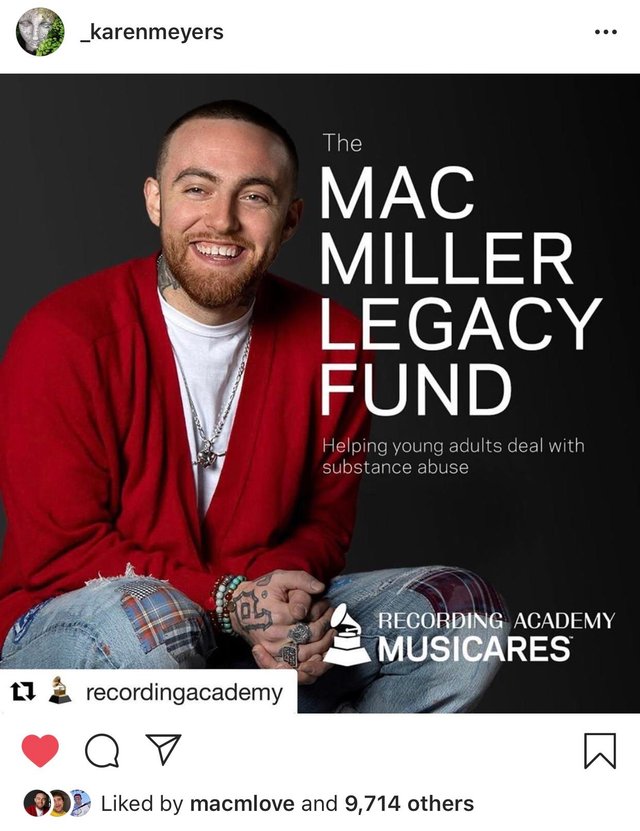 _karenmeyers
The
MAC
MILLER
LEGACY
FUND
Helping young adults deal with
substance abuse
RECORDING ACADEMY
MUSICARES™
recordingacademy
Liked by macmlove and 9,714 others